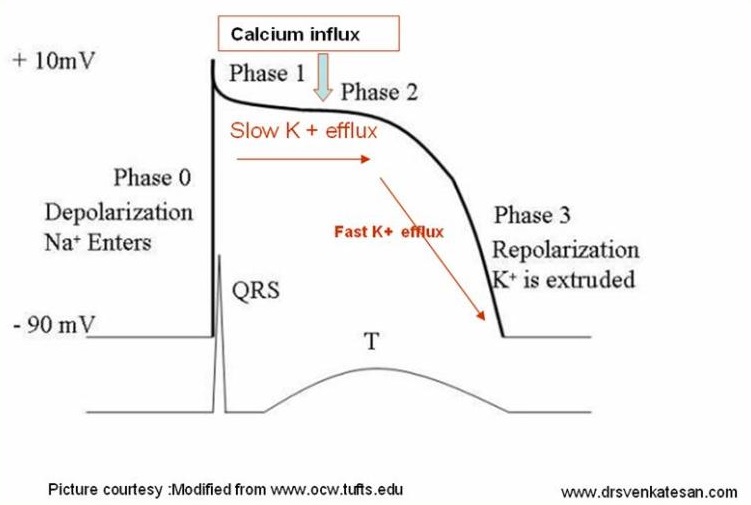 Calcium influx
+ 10mV
Phase 1
Phase 2
Slow K + efflux
Phase 0
Depolarization
Na⁺ Enters
Fast K+ efflux
Phase 3
Repolarization
K⁺ is extruded
QRS
- 90 mV
T
Picture courtesy :Modified from www.ocw.tufts.edu
www.drsvenkatesan.com